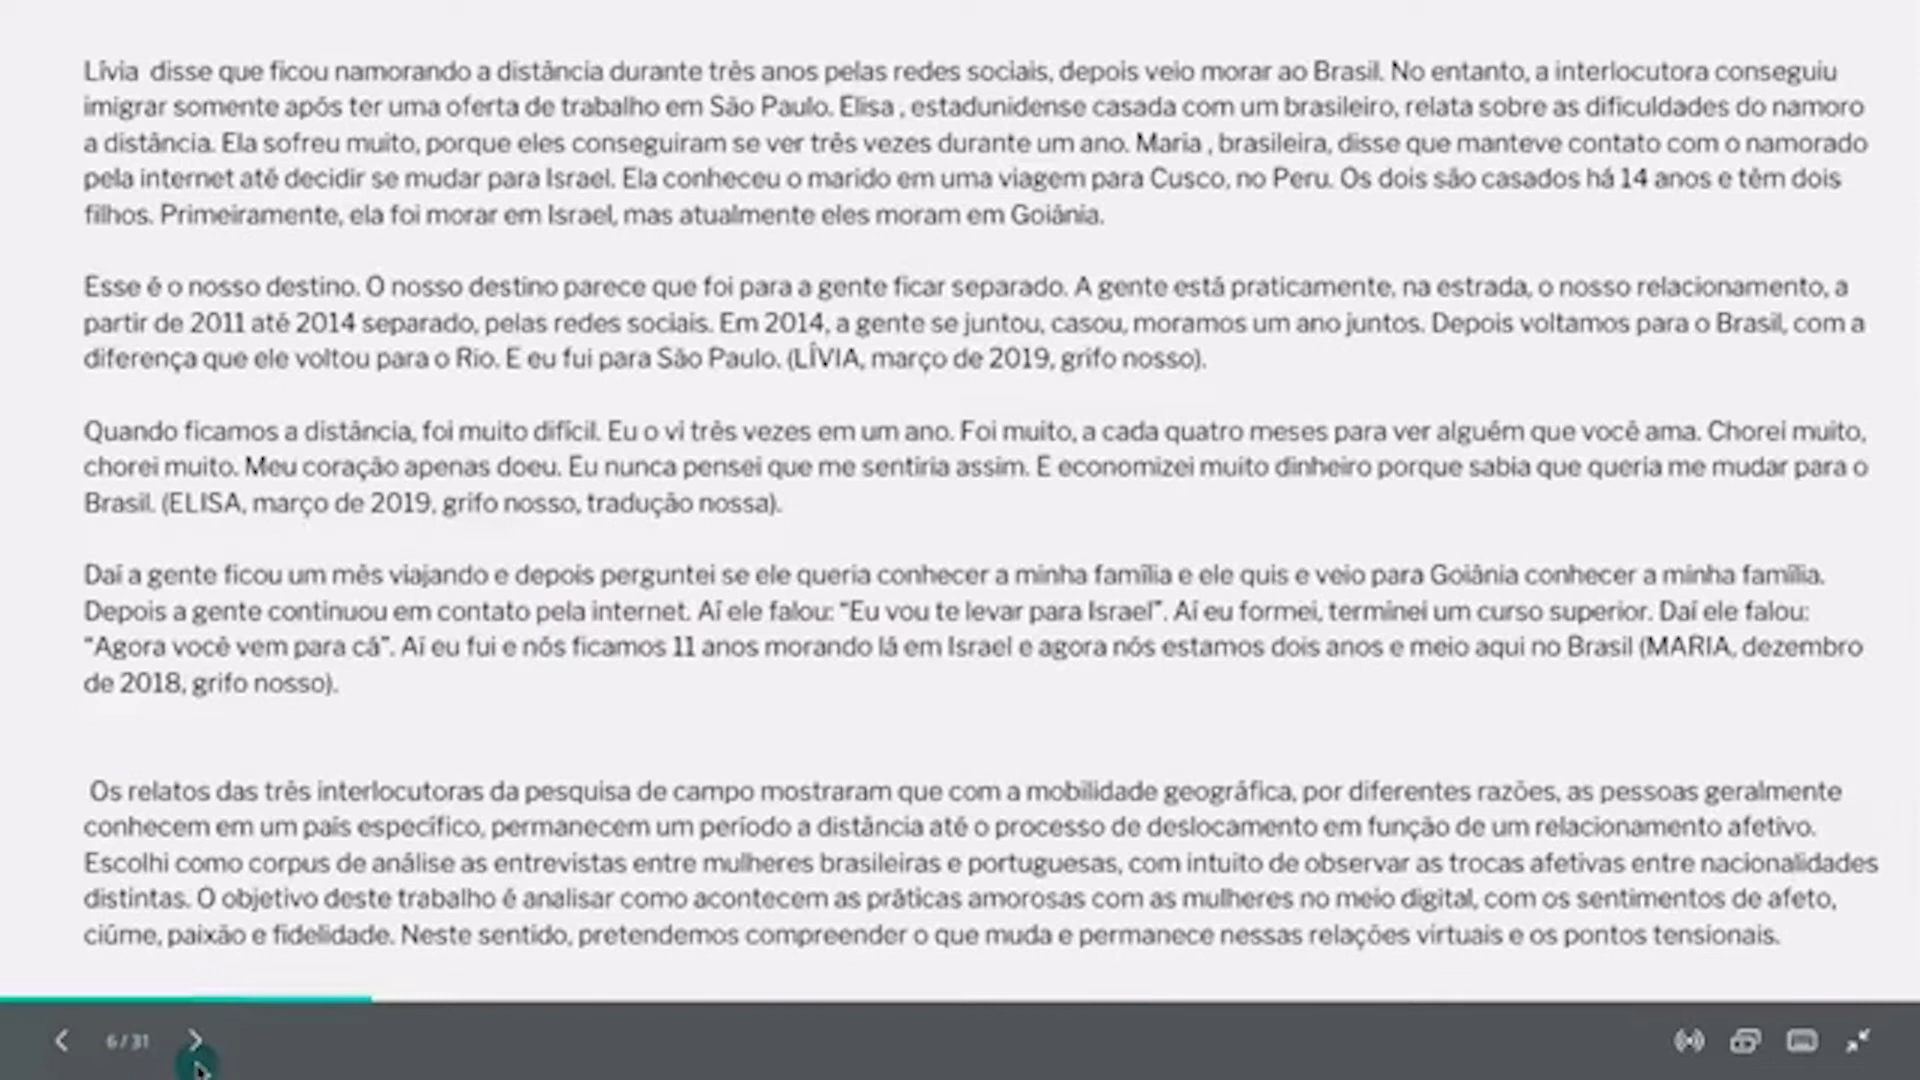 Lívia disse que ficou namorando a distância durante três anos pelas redes sociais, depois veio morar ao Brasil. No entanto, a interlocutora conseguiu
imigrar somente após ter uma oferta de trabalho em São Paulo. Elisa , estadunidense casada com um brasileiro, relata sobre as dificuldades do namoro
a distância. Ela sofreu muito, porque eles conseguiram se ver três vezes durante um ano. Maria , brasileira, disse que manteve contato com o namorado
pela internet até decidir se mudar para Israel. Ela conheceu o marido em uma viagem para Cusco, no Peru. Os dois são casados há 14 anos e têm dois
filhos. Primeiramente, ela foi morar em Israel, mas atualmente eles moram em Goiânia.
Esse é o nosso destino. O nosso destino parece que foi para a gente ficar separado. A gente está praticamente, na estrada, o nosso relacionamento, a
partir de 2011 até 2014 separado, pelas redes sociais. Em 2014, a gente se juntou, casou, moramos um ano juntos. Depois voltamos para o Brasil, com a
diferença que ele voltou para o Rio. E eu fui para São Paulo. (LÍVIA, março de 2019, grifo nosso).
Quando ficamos a distância, foi muito difícil. Eu o vi três vezes em um ano. Foi muito, a cada quatro meses para ver alguém que você ama. Chorei muito,
chorei muito. Meu coração apenas doeu. Eu nunca pensei que me sentiria assim. E economizei muito dinheiro porque sabia que queria me mudar para o
Brasil. (ELISA, março de 2019, grifo nosso, tradução nossa).
Daí a gente ficou um mês viajando e depois perguntei se ele queria conhecer a minha família e ele quis e veio para Goiânia conhecer a minha família.
Depois a gente continuou em contato pela internet. Aí ele falou: “Eu vou te levar para Israel”. Aí eu formei, terminei um curso superior. Daí ele falou:
“Agora você vem para cá”. Aí eu fui e nós ficamos 11 anos morando lá em Israel e agora nós estamos dois anos e meio aqui no Brasil (MARIA, dezembro
de 2018, grifo nosso).
Os relatos das três interlocutoras da pesquisa de campo mostraram que com a mobilidade geográfica, por diferentes razões, as pessoas geralmente
conhecem em um país específico, permanecem um período a distância até o processo de deslocamento em função de um relacionamento afetivo.
Escolhi como corpus de análise as entrevistas entre mulheres brasileiras e portuguesas, com intuito de observar as trocas afetivas entre nacionalidades
distintas. O objetivo deste trabalho é analisar como acontecem as práticas amorosas com as mulheres no meio digital, com os sentimentos de afeto,
ciúme, paixão e fidelidade. Neste sentido, pretendemos compreender o que muda e permanece nessas relações virtuais e os pontos tensionais.
6 / 31